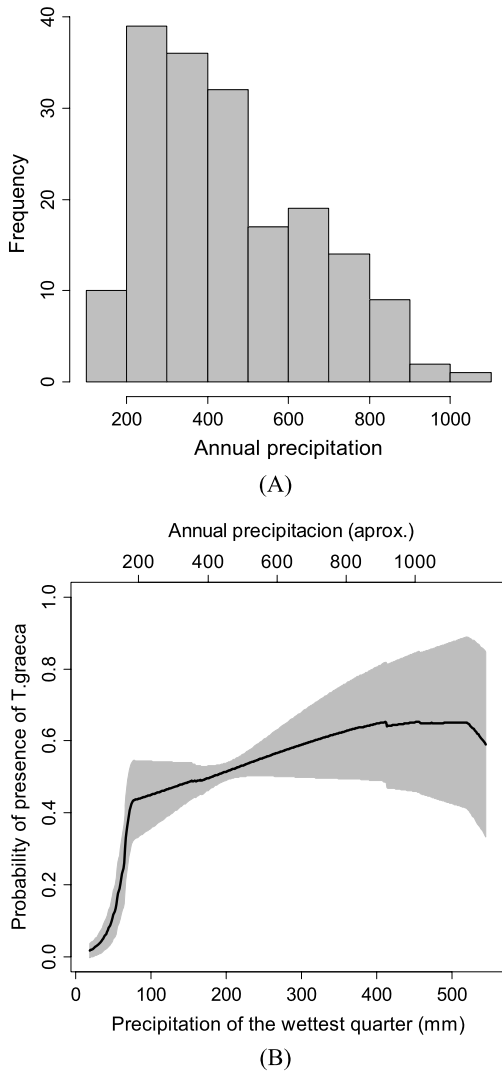 40
30
20
10
0
Frequency
200 400 600 800 1000
Annual precipitation
(A)
Annual precipitacion (aprox.)
200 400 600 800 1000
1.0
0.8
0.6
0.4
0.2
0.0
Probability of presence of T.graeca
0 100 200 300 400 500
Precipitation of the wettest quarter (mm)
(B)